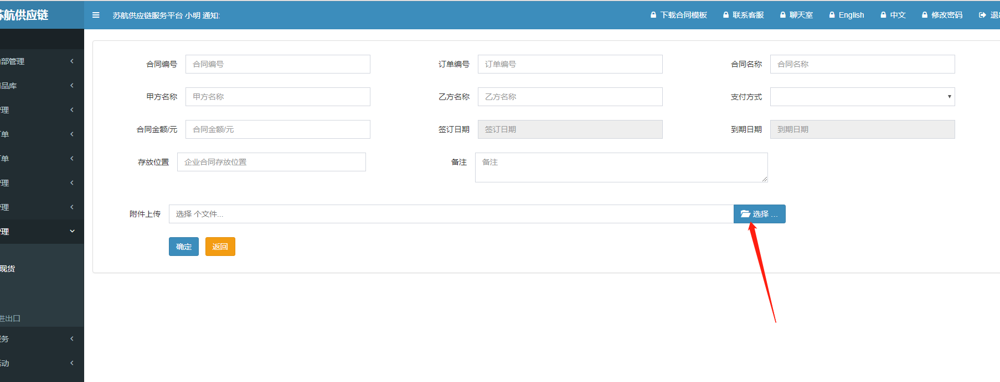 苏航供应链
苏航供应链服务平台 小明 通知:
下载合同模板
联系客服
聊天室
English
中文
修改密码
部管理
品库
理
单
单
理
理
理
现货
进出口
务
动
合同编号 合同编号
订单编号 订单编号
合同名称 合同名称
甲方名称 甲方名称
乙方名称 乙方名称
支付方式
合同金额/元 合同金额/元
签订日期 签订日期
到期日期 到期日期
存放位置 企业合同存放位置
备注 备注
附件上传 选择 个文件...
选择 ...
确定
返回